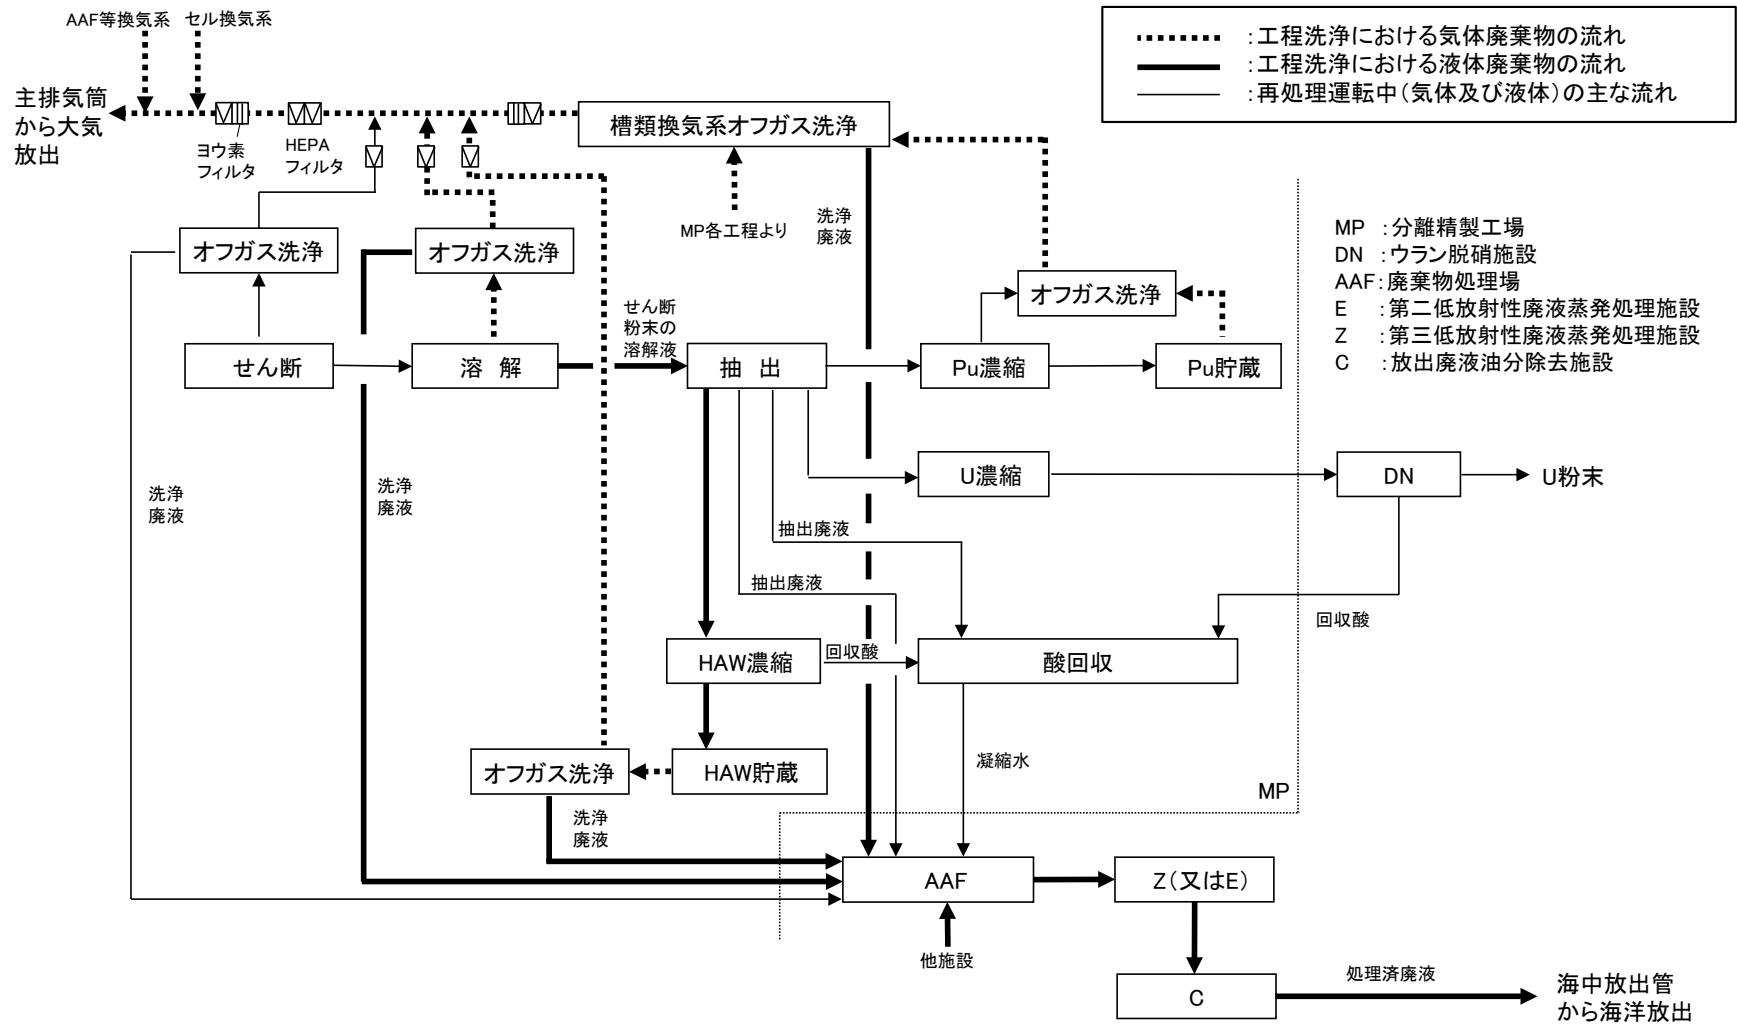 AAF等換気系
セル換気系
:工程洗浄における気体廃棄物の流れ
:工程洗浄における液体廃棄物の流れ
:再処理運転中(気体及び液体)の主な流れ
主排気筒
から大気
放出
ヨウ素
フィルタ
HEPA
フィルタ
槽類換気系オフガス洗浄
MP各工程より
洗浄
廃液
MP :分離精製工場
DN :ウラン脱硝施設
AAF:廃棄物処理場
E :第二低放射性廃液蒸発処理施設
Z :第三低放射性廃液蒸発処理施設
C :放出廃液油分除去施設
オフガス洗浄
オフガス洗浄
オフガス洗浄
せん断
粉末の
溶解液
せん断
溶 解
抽 出
Pu濃縮
Pu貯蔵
U濃縮
DN
U粉末
洗浄
廃液
洗浄
廃液
抽出廃液
抽出廃液
回収酸
HAW濃縮
回収酸
酸回収
オフガス洗浄
HAW貯蔵
凝縮水
MP
洗浄
廃液
AAF
Z(又はE)
他施設
C
処理済廃液
海中放出管
から海洋放出